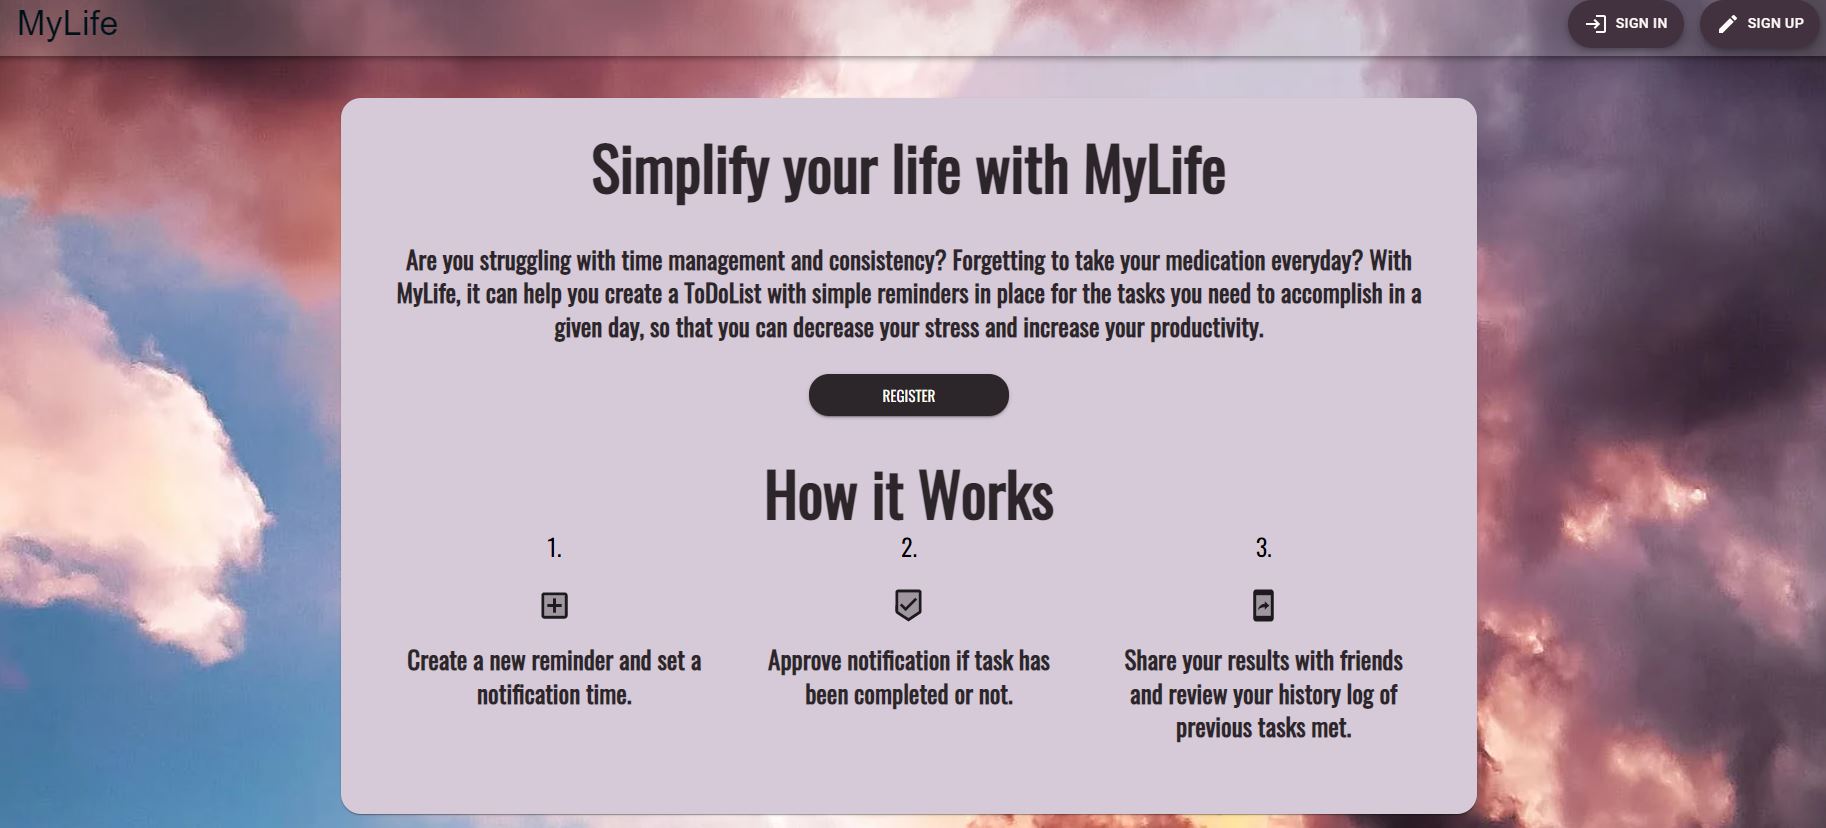 MyLife
SIGN IN
SIGN UP
Simplify your life with MyLife
Are you struggling with time management and consistency? Forgetting to take your medication everyday? With
MyLife, it can help you create a ToDoList with simple reminders in place for the tasks you need to accomplish in a
given day, so that you can decrease your stress and increase your productivity.
REGISTER
How it Works
1.
2.
3.
Create a new reminder and set a
notification time.
Approve notification if task has
been completed or not.
Share your results with friends
and review your history log of
previous tasks met.